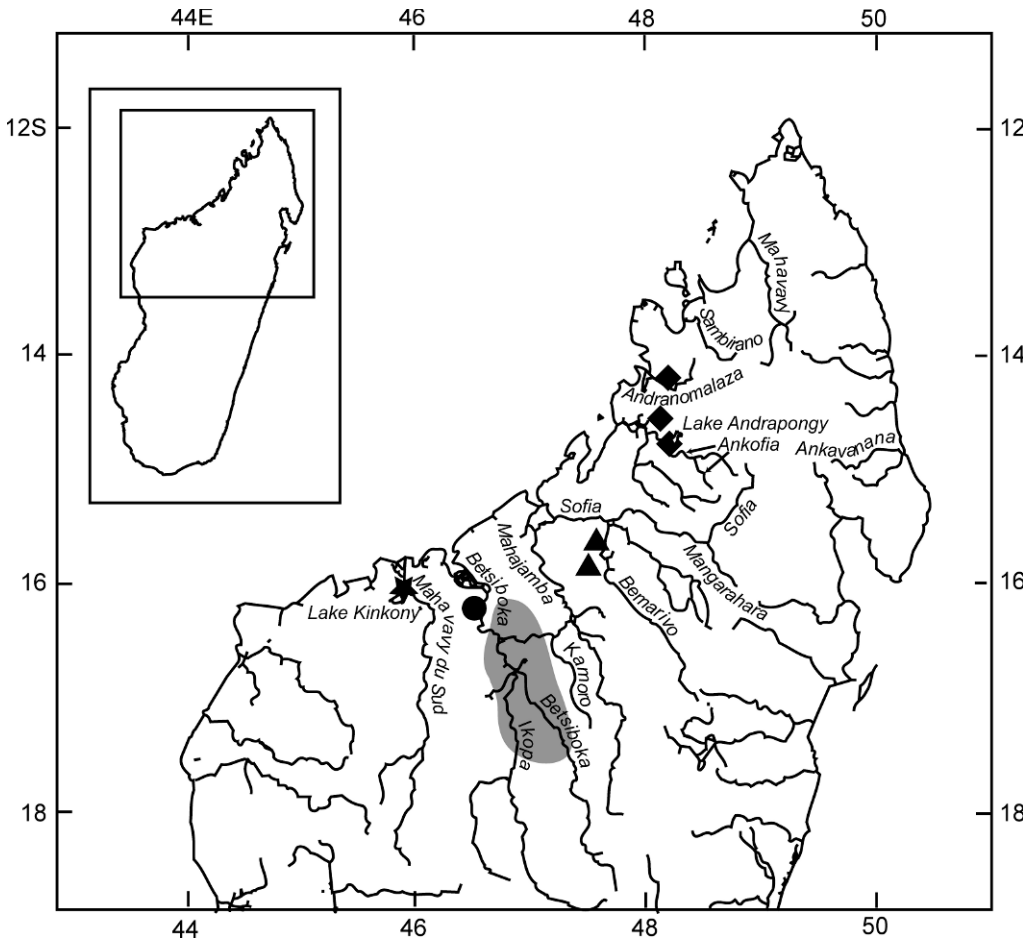 44E 46 48 50
12S 12
Mahavavy
Sambirano
14 14
Andranomalaza
Lake Andrapongy
Ankofia Ankavanana
Sofia Sofia
Mahajamba
Mangarahara
Betsiboka
16 16
Lake Kinkony
Mahavavy du Sud
Bemarivo
Kamoro
Betsiboka
Ikopa
18 18
44 46 48 50